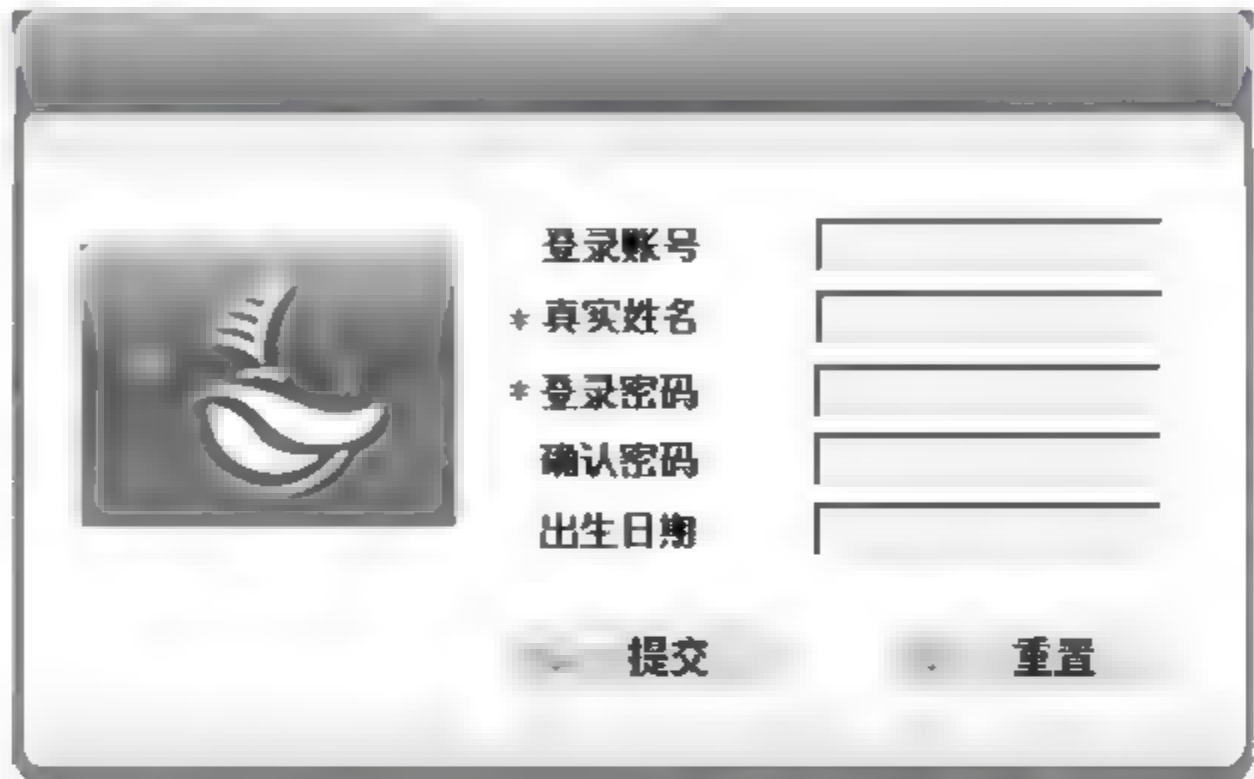 登录账号
* 真实姓名
* 登录密码
确认密码
出生日期
提交 重置